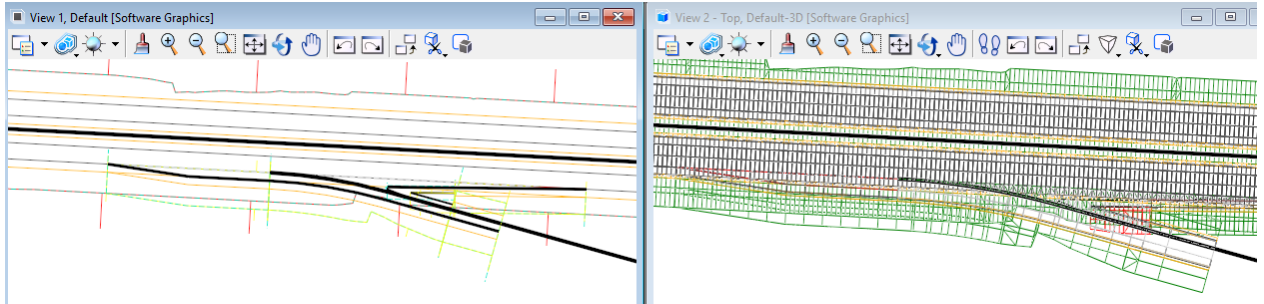 View 1, Default [Software Graphics]
View 2 - Top, Default-3D [Software Graphics]